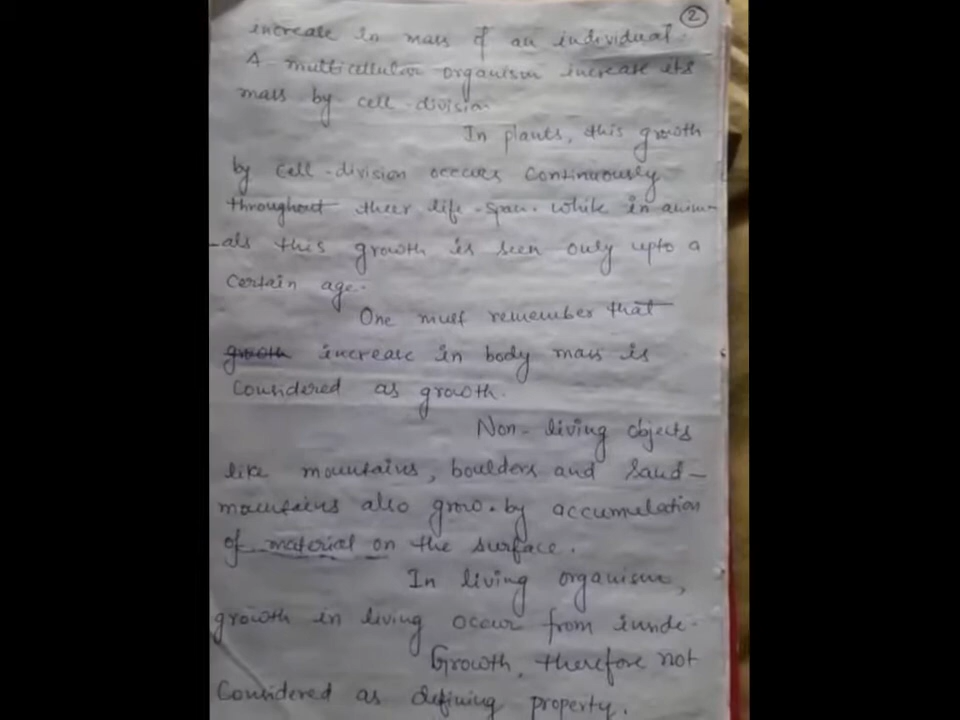 2
increase in mass of an individual.
A multicellular organism increase its
mass by cell-division.
In plants, this growth
by cell-division occurs continuously
throughout their life-span. While in anim-
-als this growth is seen only upto a
certain age.
One must remember that
growth increase in body mass is
considered as growth.
Non-living objects
like mountains, boulders and sand-
mountains also grow by accumulation
of material on the surface.
In living organism,
growth in living occur from inside.
Growth, therefore not
Considered as defining property.